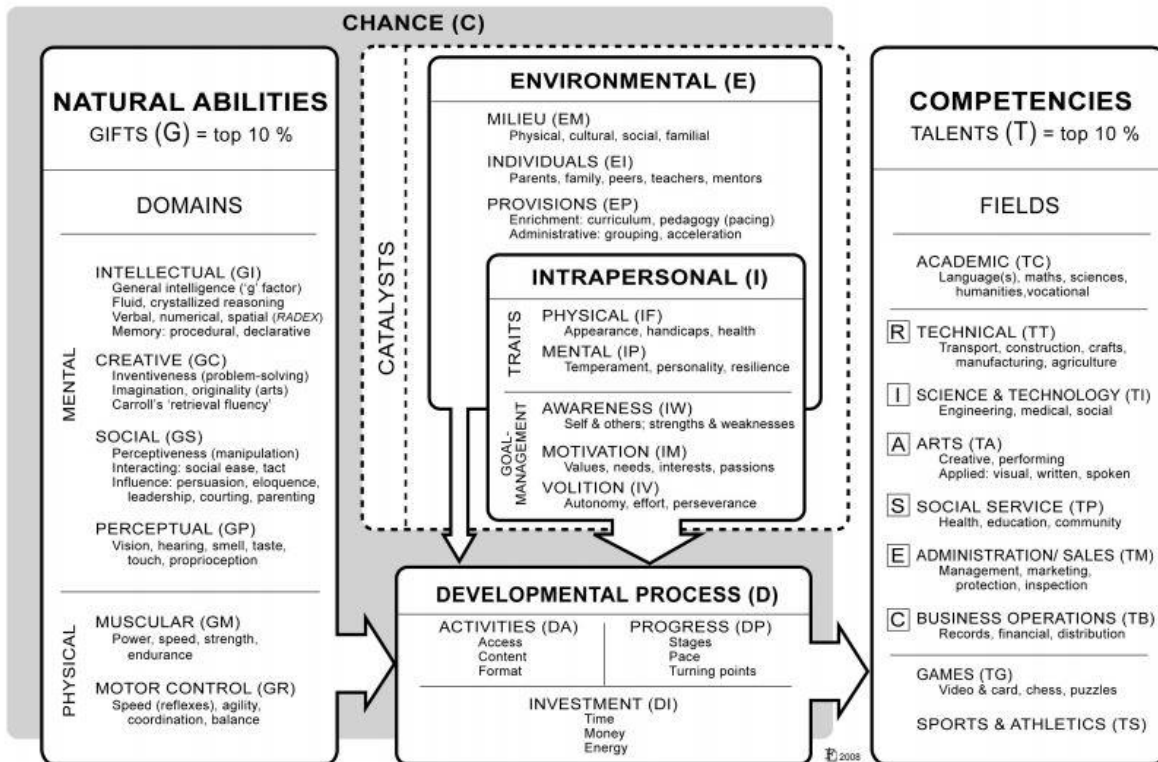 CHANCE (C)
NATURAL ABILITIES
GIFTS (G) = top 10 %
DOMAINS
MENTAL
INTELLECTUAL (GI)
General intelligence ('g' factor)
Fluid, crystallized reasoning
Verbal, numerical, spatial (RADEX)
Memory: procedural, declarative
CREATIVE (GC)
Inventiveness (problem-solving)
Imagination, originality (arts)
Carroll's 'retrieval fluency'
SOCIAL (GS)
Perceptiveness (manipulation)
Interacting: social ease, tact
Influence: persuasion, eloquence,
leadership, courting, parenting
PERCEPTUAL (GP)
Vision, hearing, smell, taste,
touch, proprioception
PHYSICAL
MUSCULAR (GM)
Power, speed, strength,
endurance
MOTOR CONTROL (GR)
Speed (reflexes), agility,
coordination, balance
CATALYSTS
ENVIRONMENTAL (E)
MILIEU (EM)
Physical, cultural, social, familial
INDIVIDUALS (EI)
Parents, family, peers, teachers, mentors
PROVISIONS (EP)
Enrichment: curriculum, pedagogy (pacing)
Administrative: grouping, acceleration
INTRAPERSONAL (I)
TRAITS
PHYSICAL (IF)
Appearance, handicaps, health
MENTAL (IP)
Temperament, personality, resilience
GOAL-
MANAGEMENT
AWARENESS (IW)
Self & others; strengths & weaknesses
MOTIVATION (IM)
Values, needs, interests, passions
VOLITION (IV)
Autonomy, effort, perseverance
DEVELOPMENTAL PROCESS (D)
ACTIVITIES (DA)
Access
Content
Format
PROGRESS (DP)
Stages
Pace
Turning points
INVESTMENT (DI)
Time
Money
Energy
COMPETENCIES
TALENTS (T) = top 10 %
FIELDS
ACADEMIC (TC)
Language(s), maths, sciences,
humanities,vocational
R TECHNICAL (TT)
Transport, construction, crafts,
manufacturing, agriculture
I SCIENCE & TECHNOLOGY (TI)
Engineering, medical, social
A ARTS (TA)
Creative, performing
Applied: visual, written, spoken
S SOCIAL SERVICE (TP)
Health, education, community
E ADMINISTRATION/ SALES (TM)
Management, marketing,
protection, inspection
C BUSINESS OPERATIONS (TB)
Records, financial, distribution
GAMES (TG)
Video & card, chess, puzzles
SPORTS & ATHLETICS (TS)
2008